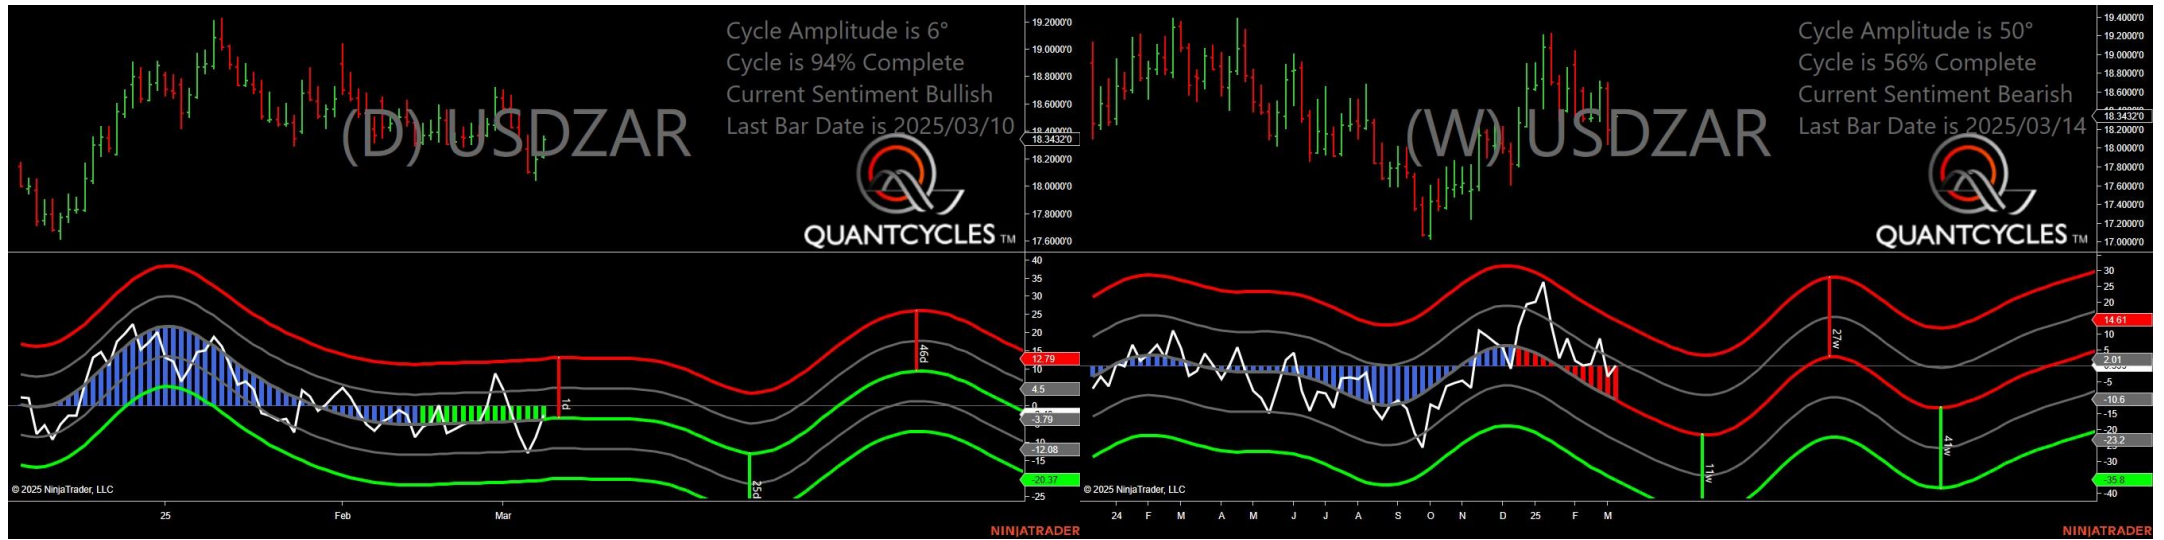 Cycle Amplitude is 6°
Cycle is 94% Complete
Current Sentiment Bullish
Last Bar Date is 2025/03/10
(D) USDZAR
QUANTCYCLES TM
19.2000'0
19.0000'0
18.8000'0
18.6000'0
18.4000'0
18.3432'0
18.2000'0
18.0000'0
17.8000'0
17.6000'0
40
35
30
25
20
15
12.79
10
4.5
0
-3.79
-10
-12.08
-15
-20.37
-25
1d
25d
46d
© 2025 NinjaTrader, LLC
25
Feb
Mar
NINJATRADER
Cycle Amplitude is 50°
Cycle is 56% Complete
Current Sentiment Bearish
Last Bar Date is 2025/03/14
(W) USDZAR
QUANTCYCLES TM
19.4000'0
19.2000'0
19.0000'0
18.8000'0
18.6000'0
18.3432'0
18.2000'0
18.0000'0
17.8000'0
17.6000'0
17.4000'0
17.2000'0
17.0000'0
30
25
20
14.61
10
5
2.01
-5
-10.6
-15
-20
-23.2
-30
-35.8
-40
11w
27w
41w
© 2025 NinjaTrader, LLC
24
F
M
A
M
J
J
A
S
O
N
D
25
F
M
NINJATRADER